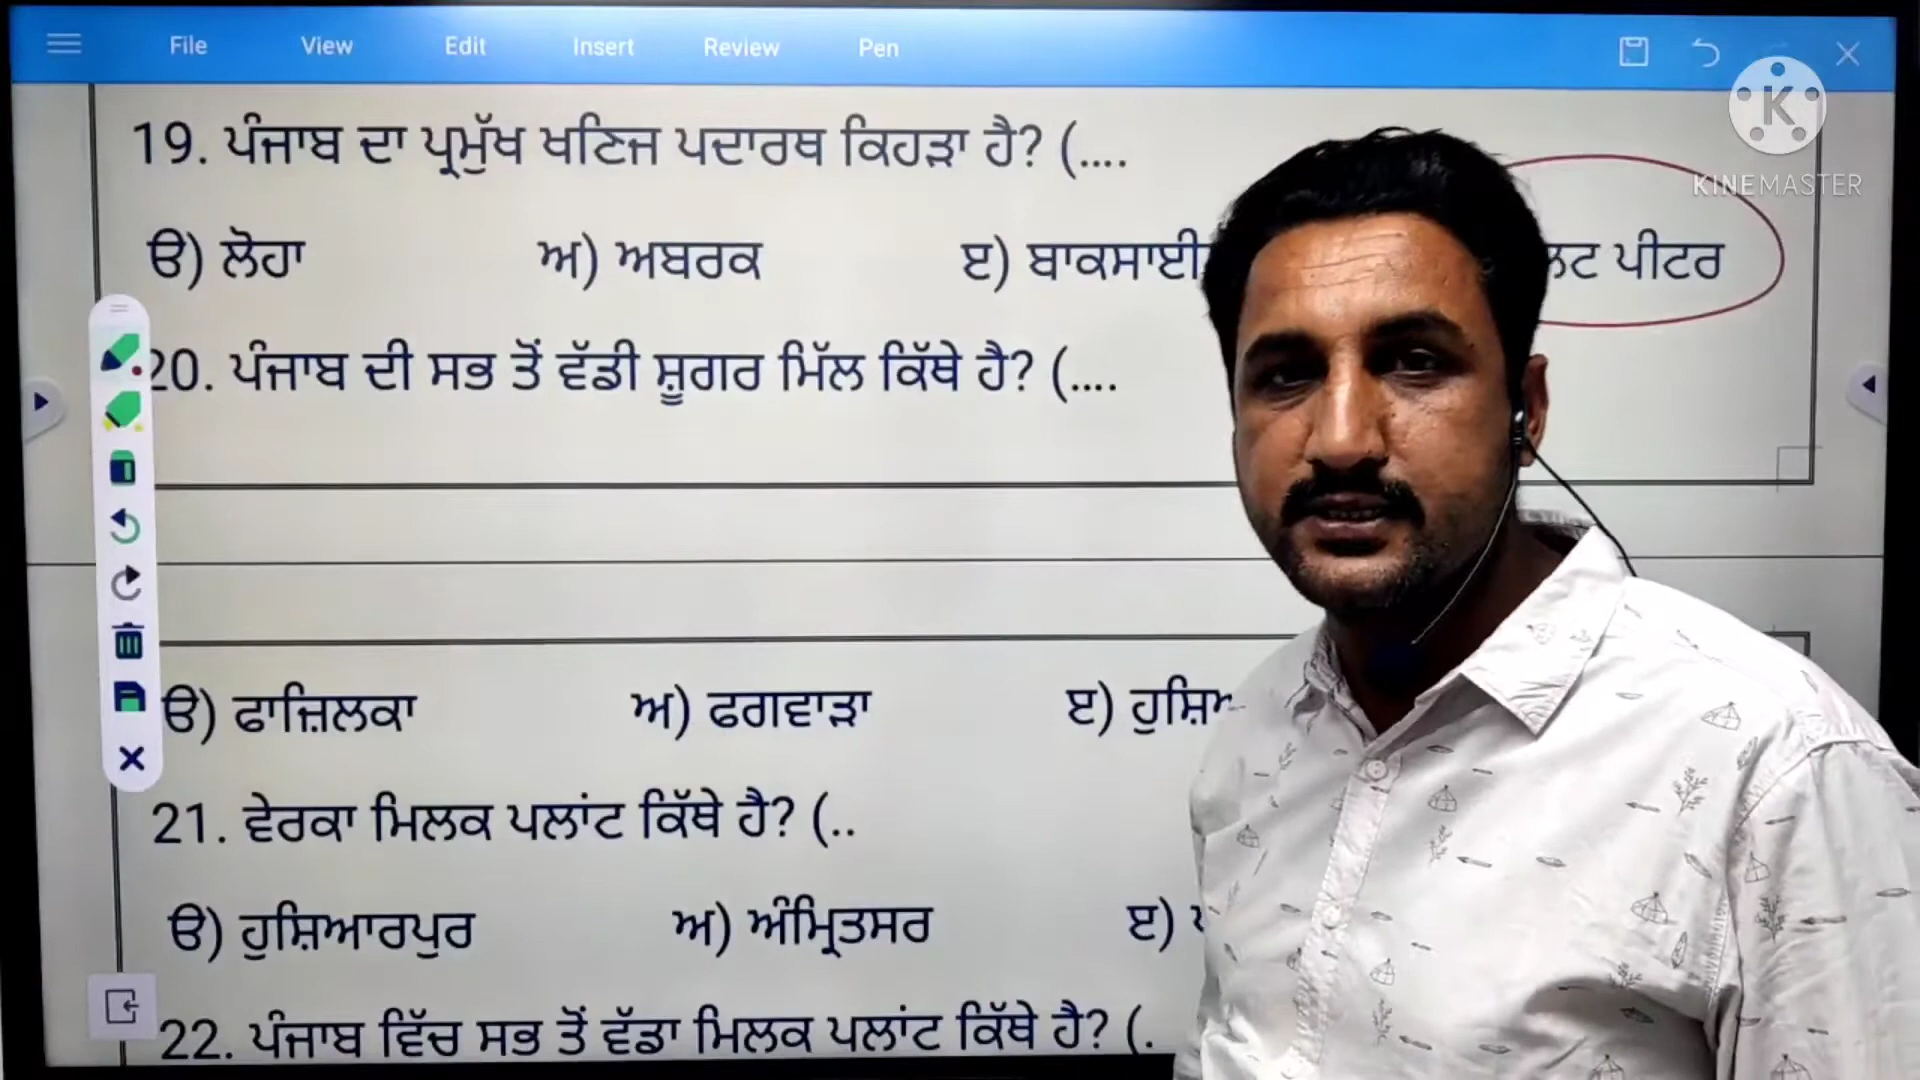 File View Edit Insert Review Pen
KINEMASTER
19. ਪੰਜਾਬ ਦਾ ਪ੍ਰਮੁੱਖ ਖਣਿਜ ਪਦਾਰਥ ਕਿਹੜਾ ਹੈ? (....
ੳ) ਲੋਹਾ ਅ) ਅਬਰਕ ੲ) ਪੀਟਰ
20. ਪੰਜਾਬ ਦੀ ਸਭ ਤੋਂ ਵੱਡੀ ਸ਼ੂਗਰ ਮਿੱਲ ਕਿੱਥੇ ਹੈ? (....
ੳ) ਫਾਜ਼ਿਲਕਾ ਅ) ਫਗਵਾੜਾ ੲ)
21. ਵੇਰਕਾ ਮਿਲਕ ਪਲਾਂਟ ਕਿੱਥੇ ਹੈ? (..
ੳ) ਹੁਸ਼ਿਆਰਪੁਰ ਅ) ਅੰਮ੍ਰਿਤਸਰ ੲ)
22. ਪੰਜਾਬ ਵਿੱਚ ਸਭ ਤੋਂ ਵੱਡਾ ਮਿਲਕ ਪਲਾਂਟ ਕਿੱਥੇ ਹੈ? (.